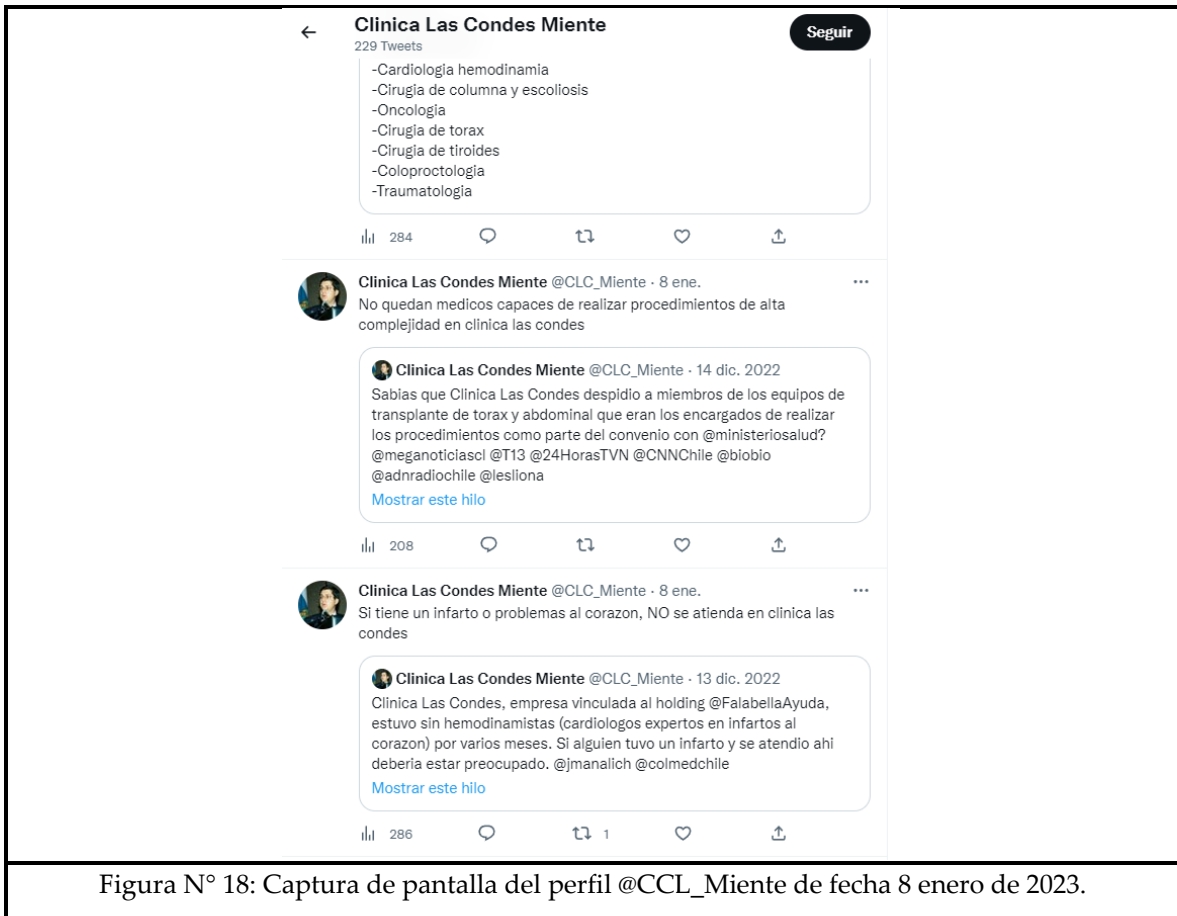 Clinica Las Condes Miente
Seguir
229 Tweets
-Cardiologia hemodinamia
-Cirugia de columna y escoliosis
-Oncologia
-Cirugia de torax
-Cirugia de tiroides
-Coloproctologia
-Traumatologia
284
Clinica Las Condes Miente @CLC_Miente · 8 ene.
No quedan medicos capaces de realizar procedimientos de alta
complejidad en clinica las condes
Clinica Las Condes Miente @CLC_Miente · 14 dic. 2022
Sabias que Clinica Las Condes despidio a miembros de los equipos de
transplante de torax y abdominal que eran los encargados de realizar
los procedimientos como parte del convenio con @ministeriosalud?
@meganoticiascl @T13 @24HorasTVN @CNNChile @biobio
@adnradiochile @lesliona
Mostrar este hilo
208
Clinica Las Condes Miente @CLC_Miente · 8 ene.
Si tiene un infarto o problemas al corazon, NO se atienda en clinica las
condes
Clinica Las Condes Miente @CLC_Miente · 13 dic. 2022
Clinica Las Condes, empresa vinculada al holding @FalabellaAyuda,
estuvo sin hemodinamistas (cardiologos expertos en infartos al
corazon) por varios meses. Si alguien tuvo un infarto y se atendio ahi
deberia estar preocupado. @jmanalich @colmedchile
Mostrar este hilo
286 1
Figura N° 18: Captura de pantalla del perfil @CCL_Miente de fecha 8 enero de 2023.